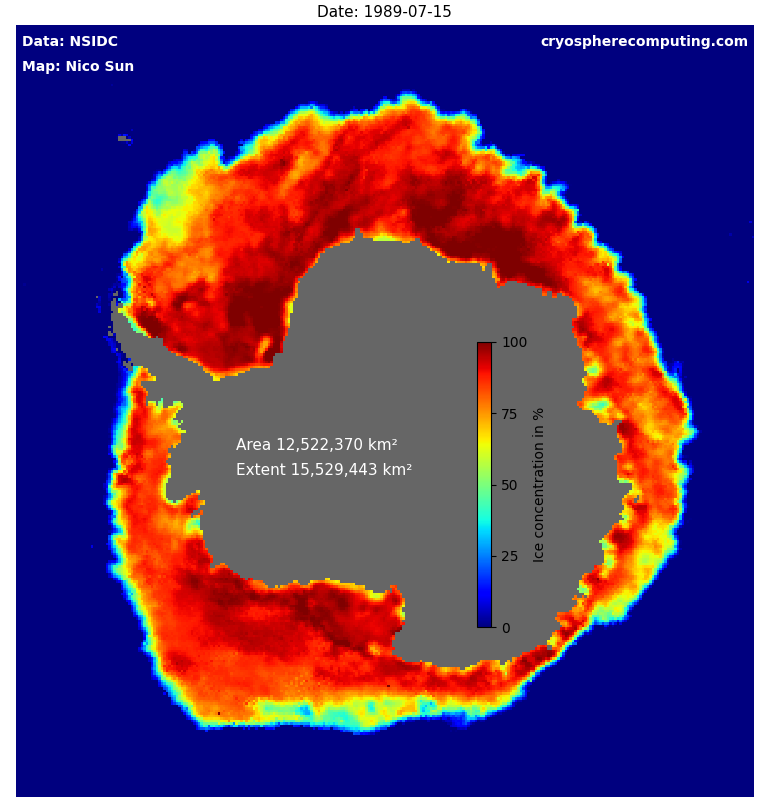 Date: 1989-07-15
Data: NSIDC
cryospherecomputing.com
Map: Nico Sun
100
75
50
25
0
Ice concentration in %
Area 12,522,370 km²
Extent 15,529,443 km²